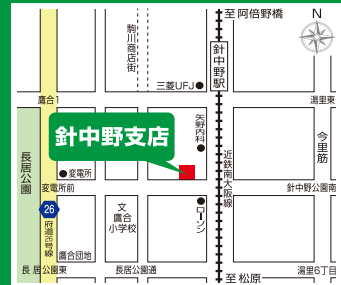 至阿倍野橋
N
駒川商店街
針中野駅
三菱UFJ
鷹合1
湯里東
針中野支店
矢野内科
今里筋
長居公園
変電所
近鉄南大阪線
変電所前
針中野公園南
26
府道26号線
文
鷹合
小学校
ローソン
鷹合団地
長居公園東
長居公園通
湯里6丁目
至松原